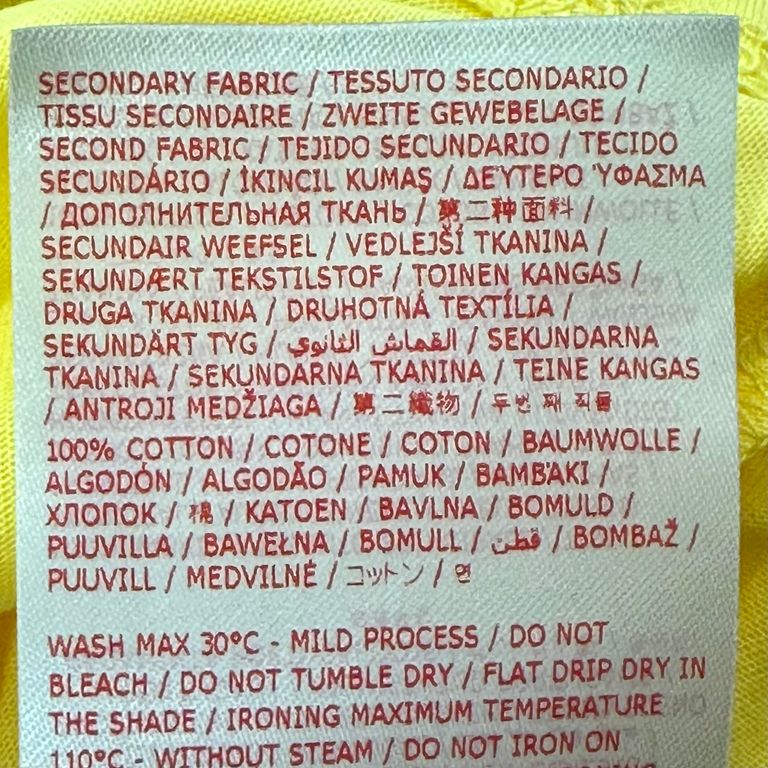 SECONDARY FABRIC / TESSUTO SECONDARIO /
TISSU SECONDAIRE / ZWEITE GEWEBELAGE /
SECOND FABRIC / TEJIDO SECUNDARIO / TECIDO
SECUNDÁRIO / İKINCIL KUMAŞ / ΔΕΎΤΕΡΟ ΎΦΑΣΜΑ
/ ДОПОЛНИТЕЛЬНАЯ ТКАНЬ / 第二种面料 /
SECUNDAIR WEEFSEL / VEDLEJŠÍ TKANINA /
SEKUNDÆRT TEKSTILSTOF / TOINEN KANGAS /
DRUGA TKANINA / DRUHOTNÁ TEXTÍLIA /
SEKUNDÄRT TYG / القماش الثانوي / SEKUNDARNA
TKANINA / SEKUNDARNA TKANINA / TEINE KANGAS
/ ANTROJI MEDŽIAGA / 第二織物 / 두번 째 직물
100% COTTON / COTONE / COTON / BAUMWOLLE /
ALGODÓN / ALGODÃO / PAMUK / ΒΑΜΒΆΚΙ /
ХЛОПОК / 棉 / KATOEN / BAVLNA / BOMULD /
PUUVILLA / BAWEŁNA / BOMULL / قطن / BOMBAŽ /
PUUVILL / MEDVILNĖ / コットン / 면
WASH MAX 30°C - MILD PROCESS / DO NOT
BLEACH / DO NOT TUMBLE DRY / FLAT DRIP DRY IN
THE SHADE / IRONING MAXIMUM TEMPERATURE
110°C - WITHOUT STEAM / DO NOT IRON ON